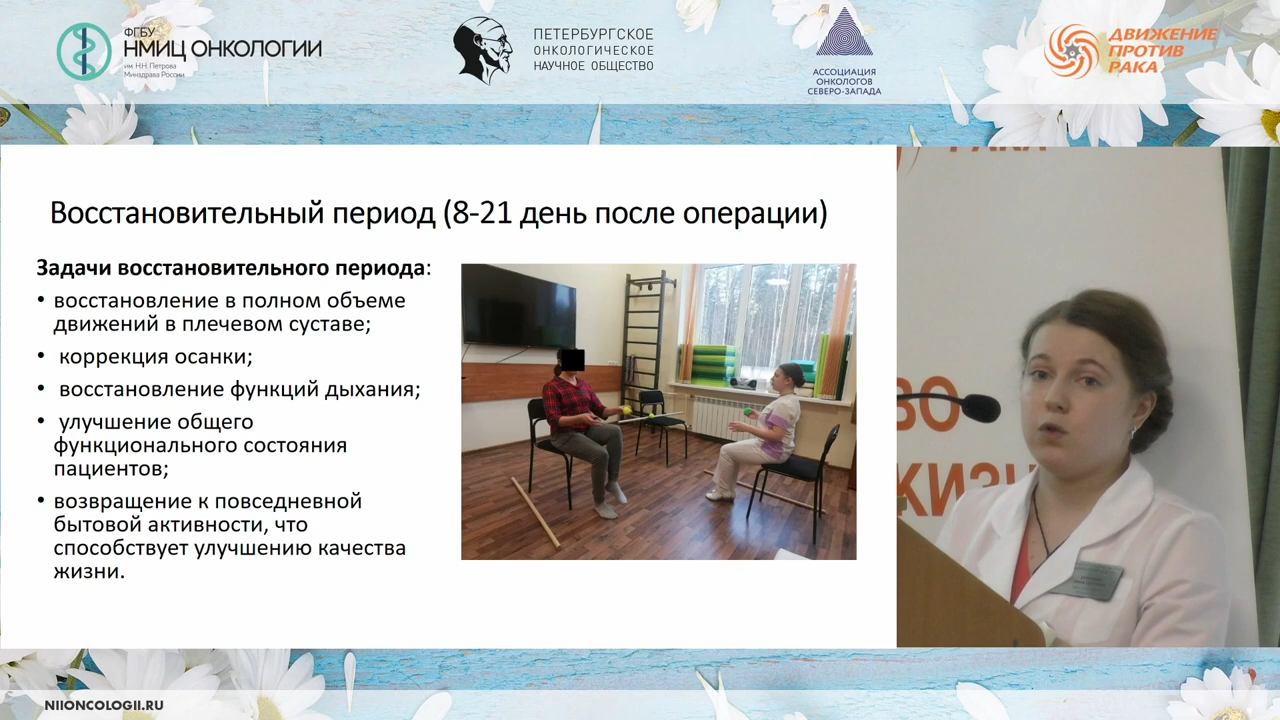 ФГБУ
НМИЦ ОНКОЛОГИИ
им. Н.Н. Петрова
Минздрава России
ПЕТЕРБУРГСКОЕ
ОНКОЛОГИЧЕСКОЕ
НАУЧНОЕ ОБЩЕСТВО
АССОЦИАЦИЯ
ОНКОЛОГОВ
СЕВЕРО-ЗАПАДА
ДВИЖЕНИЕ
ПРОТИВ
РАКА
Восстановительный период (8-21 день после операции)
Задачи восстановительного периода:
• восстановление в полном объеме
движений в плечевом суставе;
• коррекция осанки;
• восстановление функций дыхания;
• улучшение общего
функционального состояния
пациентов;
• возвращение к повседневной
бытовой активности, что
способствует улучшению качества
жизни.
NIIONCOLOGII.RU